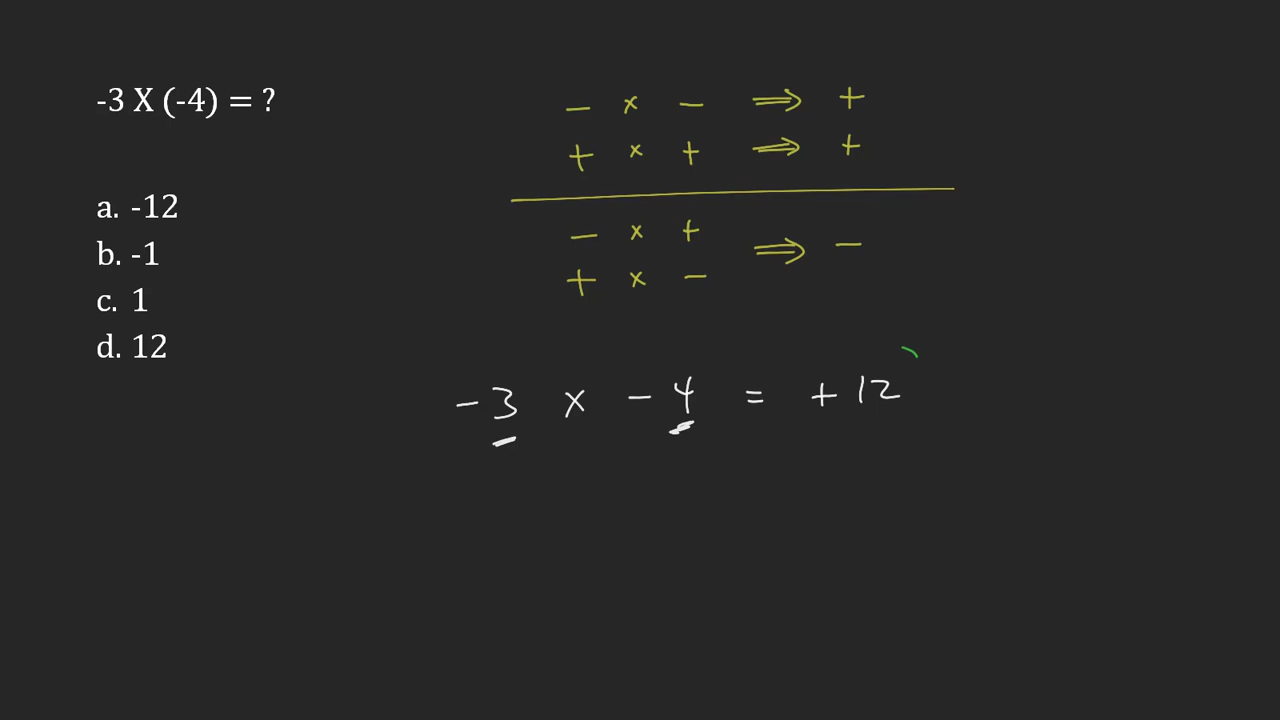 -3 X (-4) = ?
a. -12
b. -1
c. 1
d. 12
− × − ⟹ +
+ × + ⟹ +
− × + ⟹ −
+ × −
-3 x -4 = +12